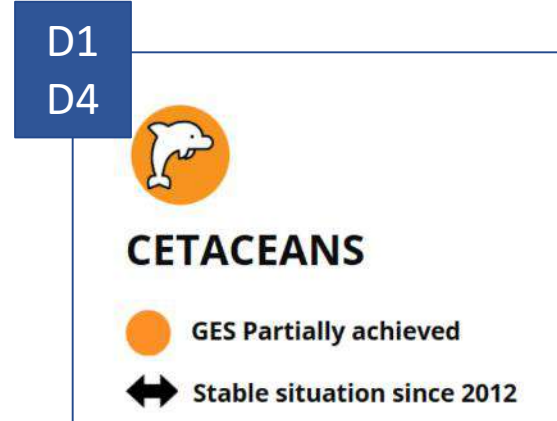 D1
D4
CETACEANS
GES Partially achieved
Stable situation since 2012